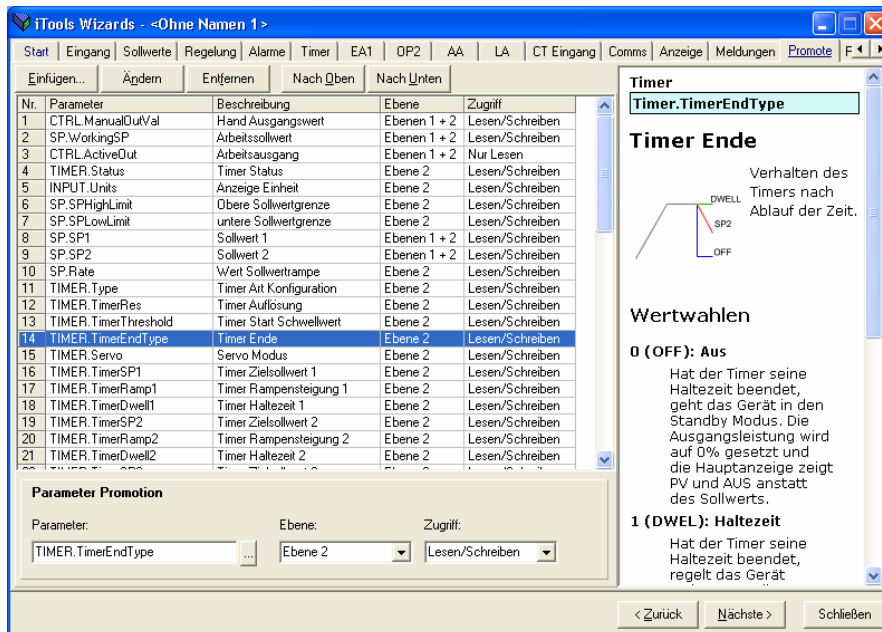 iTools Wizards - <Ohne Namen 1>
Start Eingang Sollwerte Regelung Alarme Timer EA1 OP2 AA LA CT Eingang Comms Anzeige Meldungen Promote F
Einfügen... Ändern Entfernen Nach Oben Nach Unten
Nr. Parameter Beschreibung Ebene Zugriff
1 CTRL.ManualOutVal Hand Ausgangswert Ebenen 1 + 2 Lesen/Schreiben
2 SP.WorkingSP Arbeitssollwert Ebenen 1 + 2 Lesen/Schreiben
3 CTRL.ActiveOut Arbeitsausgang Ebenen 1 + 2 Nur Lesen
4 TIMER.Status Timer Status Ebene 2 Lesen/Schreiben
5 INPUT.Units Anzeige Einheit Ebene 2 Lesen/Schreiben
6 SP.SPHighLimit Obere Sollwertgrenze Ebene 2 Lesen/Schreiben
7 SP.SPLowLimit untere Sollwertgrenze Ebene 2 Lesen/Schreiben
8 SP.SP1 Sollwert 1 Ebenen 1 + 2 Lesen/Schreiben
9 SP.SP2 Sollwert 2 Ebenen 1 + 2 Lesen/Schreiben
10 SP.Rate Wert Sollwertrampe Ebene 2 Lesen/Schreiben
11 TIMER.Type Timer Art Konfiguration Ebene 2 Lesen/Schreiben
12 TIMER.TimerRes Timer Auflösung Ebene 2 Lesen/Schreiben
13 TIMER.TimerThreshold Timer Start Schwellwert Ebene 2 Lesen/Schreiben
14 TIMER.TimerEndType Timer Ende Ebene 2 Lesen/Schreiben
15 TIMER.Servo Servo Modus Ebene 2 Lesen/Schreiben
16 TIMER.TimerSP1 Timer Zielsollwert 1 Ebene 2 Lesen/Schreiben
17 TIMER.TimerRamp1 Timer Rampensteigung 1 Ebene 2 Lesen/Schreiben
18 TIMER.TimerDwell1 Timer Haltezeit 1 Ebene 2 Lesen/Schreiben
19 TIMER.TimerSP2 Timer Zielsollwert 2 Ebene 2 Lesen/Schreiben
20 TIMER.TimerRamp2 Timer Rampensteigung 2 Ebene 2 Lesen/Schreiben
21 TIMER.TimerDwell2 Timer Haltezeit 2 Ebene 2 Lesen/Schreiben
Parameter Promotion
Parameter: Ebene: Zugriff:
TIMER.TimerEndType ... Ebene 2 Lesen/Schreiben
Timer
Timer.TimerEndType
Timer Ende
Verhalten des
Timers nach
Ablauf der Zeit.
DWELL
SP2
OFF
Wertwahlen
0 (OFF): Aus
Hat der Timer seine
Haltezeit beendet,
geht das Gerät in den
Standby Modus. Die
Ausgangsleistung wird
auf 0% gesetzt und
die Hauptanzeige zeigt
PV und AUS anstatt
des Sollwerts.
1 (DWEL): Haltezeit
Hat der Timer seine
Haltezeit beendet,
regelt das Gerät
< Zurück Nächste > Schließen